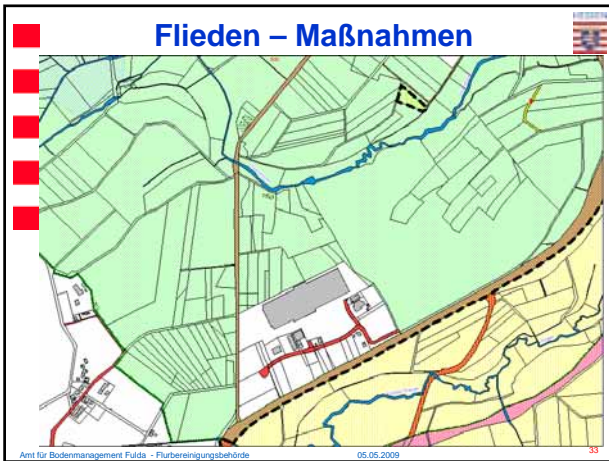 Flieden – Maßnahmen
Amt für Bodenmanagement Fulda - Flurbereinigungsbehörde 05.05.2009 33